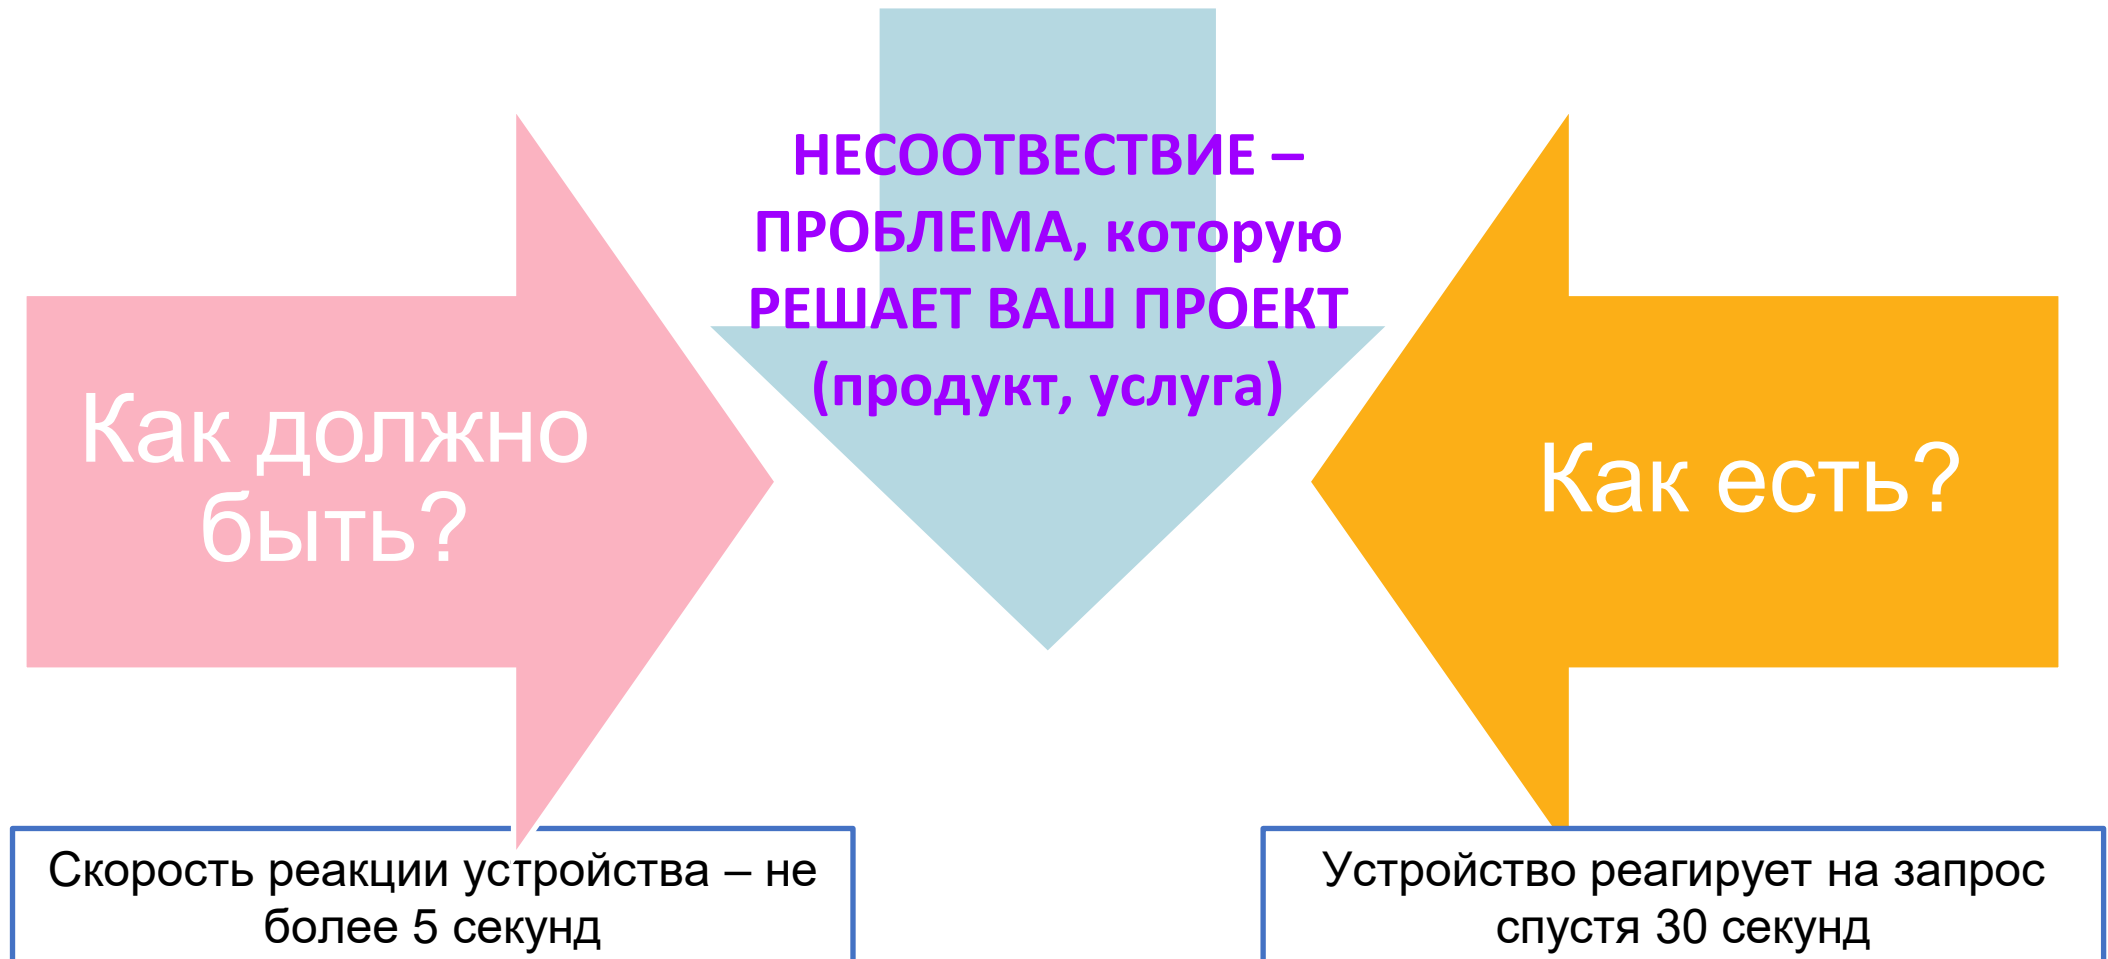 НЕСООТВЕСТВИЕ –
ПРОБЛЕМА, которую
РЕШАЕТ ВАШ ПРОЕКТ
(продукт, услуга)
Как должно
быть?
Как есть?
Скорость реакции устройства – не
более 5 секунд
Устройство реагирует на запрос
спустя 30 секунд